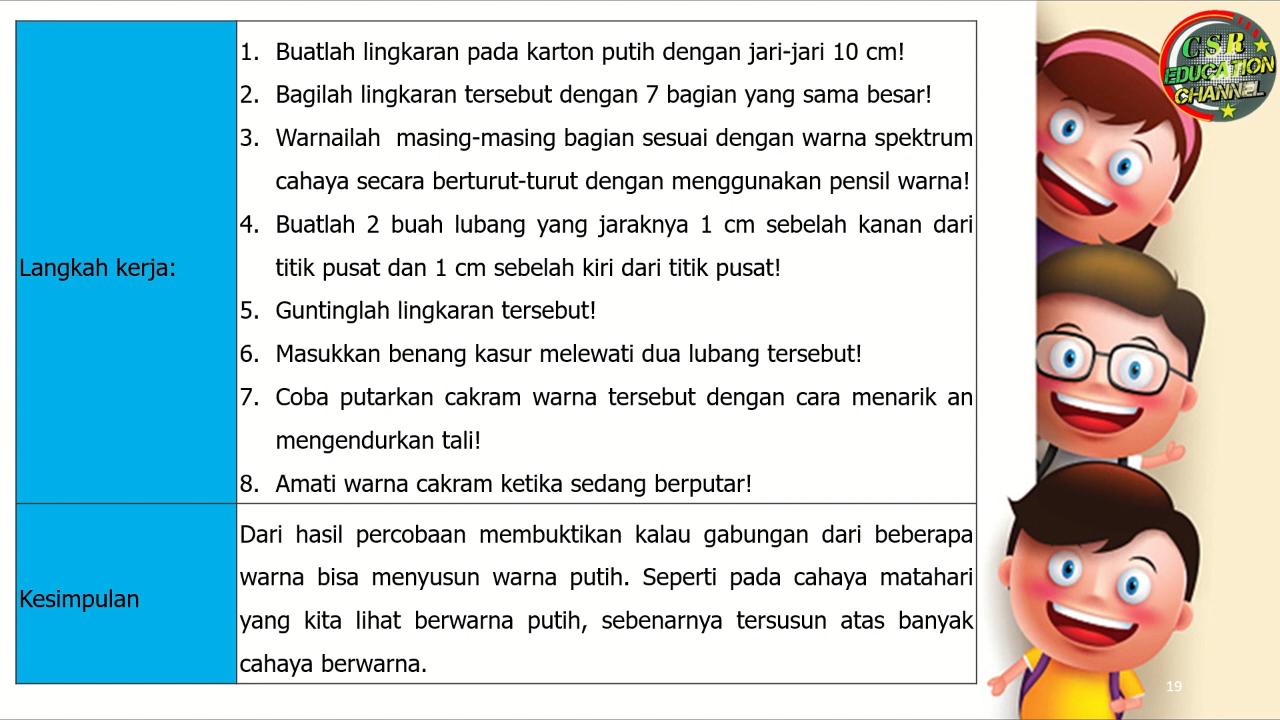 1. Buatlah lingkaran pada karton putih dengan jari-jari 10 cm!
2. Bagilah lingkaran tersebut dengan 7 bagian yang sama besar!
3. Warnailah masing-masing bagian sesuai dengan warna spektrum
cahaya secara berturut-turut dengan menggunakan pensil warna!
4. Buatlah 2 buah lubang yang jaraknya 1 cm sebelah kanan dari
Langkah kerja:
titik pusat dan 1 cm sebelah kiri dari titik pusat!
5. Guntinglah lingkaran tersebut!
6. Masukkan benang kasur melewati dua lubang tersebut!
7. Coba putarkan cakram warna tersebut dengan cara menarik an
mengendurkan tali!
8. Amati warna cakram ketika sedang berputar!
Kesimpulan
Dari hasil percobaan membuktikan kalau gabungan dari beberapa
warna bisa menyusun warna putih. Seperti pada cahaya matahari
yang kita lihat berwarna putih, sebenarnya tersusun atas banyak
cahaya berwarna.
CSR
EDUCATION
CHANNEL
19